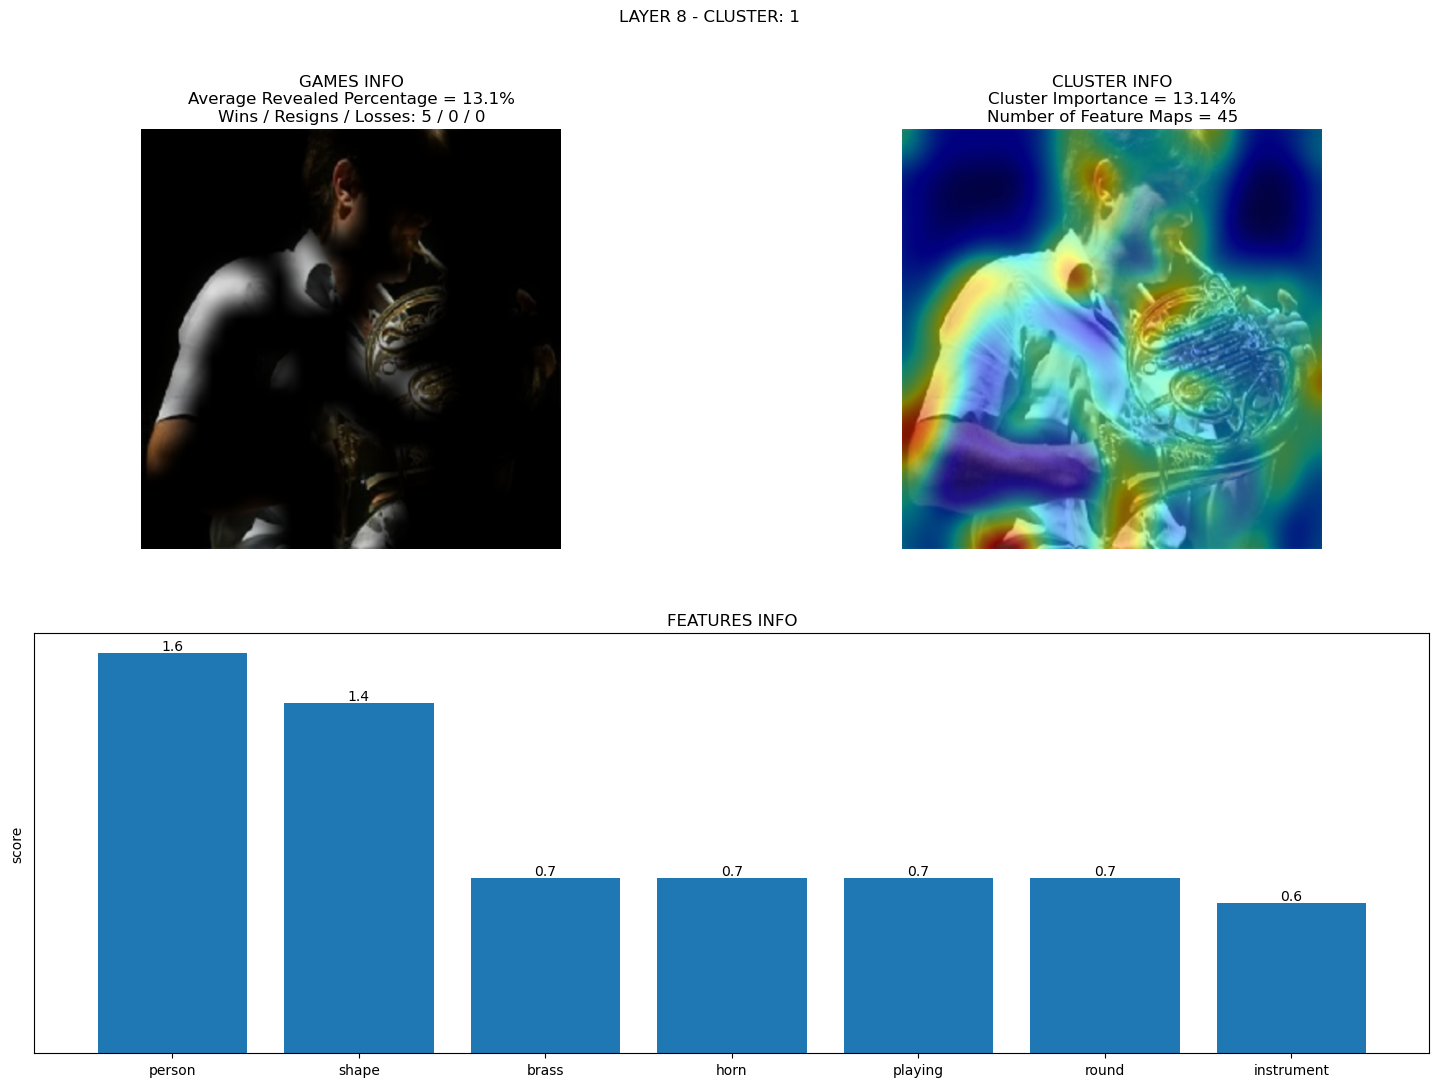 LAYER 8 - CLUSTER: 1
GAMES INFO
Average Revealed Percentage = 13.1%
Wins / Resigns / Losses: 5 / 0 / 0
CLUSTER INFO
Cluster Importance = 13.14%
Number of Feature Maps = 45
FEATURES INFO
score
1.6
1.4
0.7
0.7
0.7
0.7
0.6
person
shape
brass
horn
playing
round
instrument